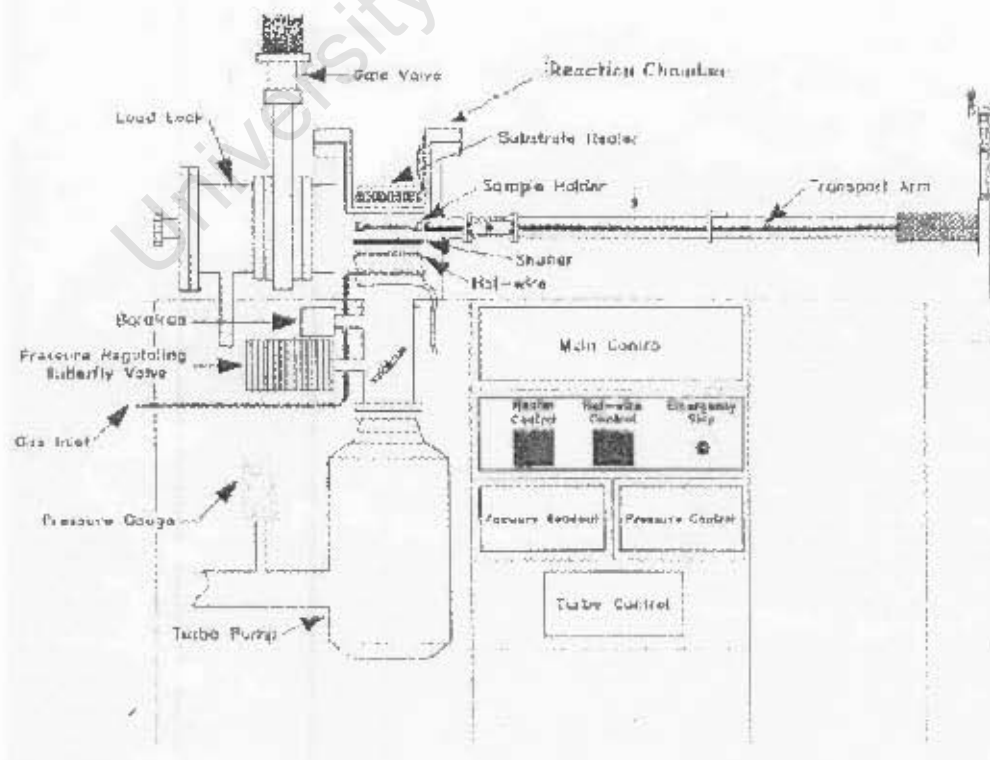 University
Gate Valve
Reaction Chamber
Load Lock
Substrate Heater
Sample Holder
Transport Arm
Shutter
Hot-wire
Baratron
Pressure Regulating
Butterfly Valve
Main Control
Heater
Control
Hot-wire
Control
Emergency
Stop
Gas Inlet
Pressure Gauge
Vacuum Readout
Pressure Control
Turbo Control
Turbo Pump